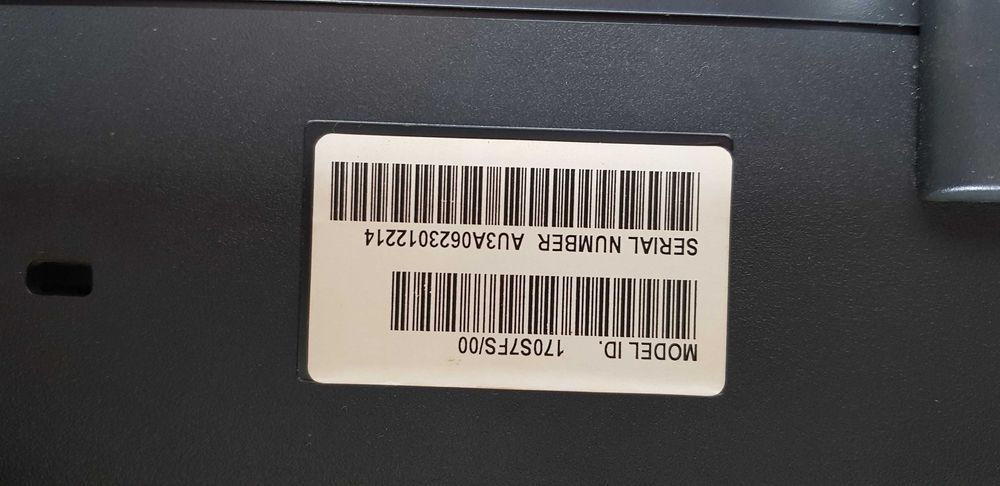 MODEL ID. 170S7FS/00
SERIAL NUMBER AU3A0623012214